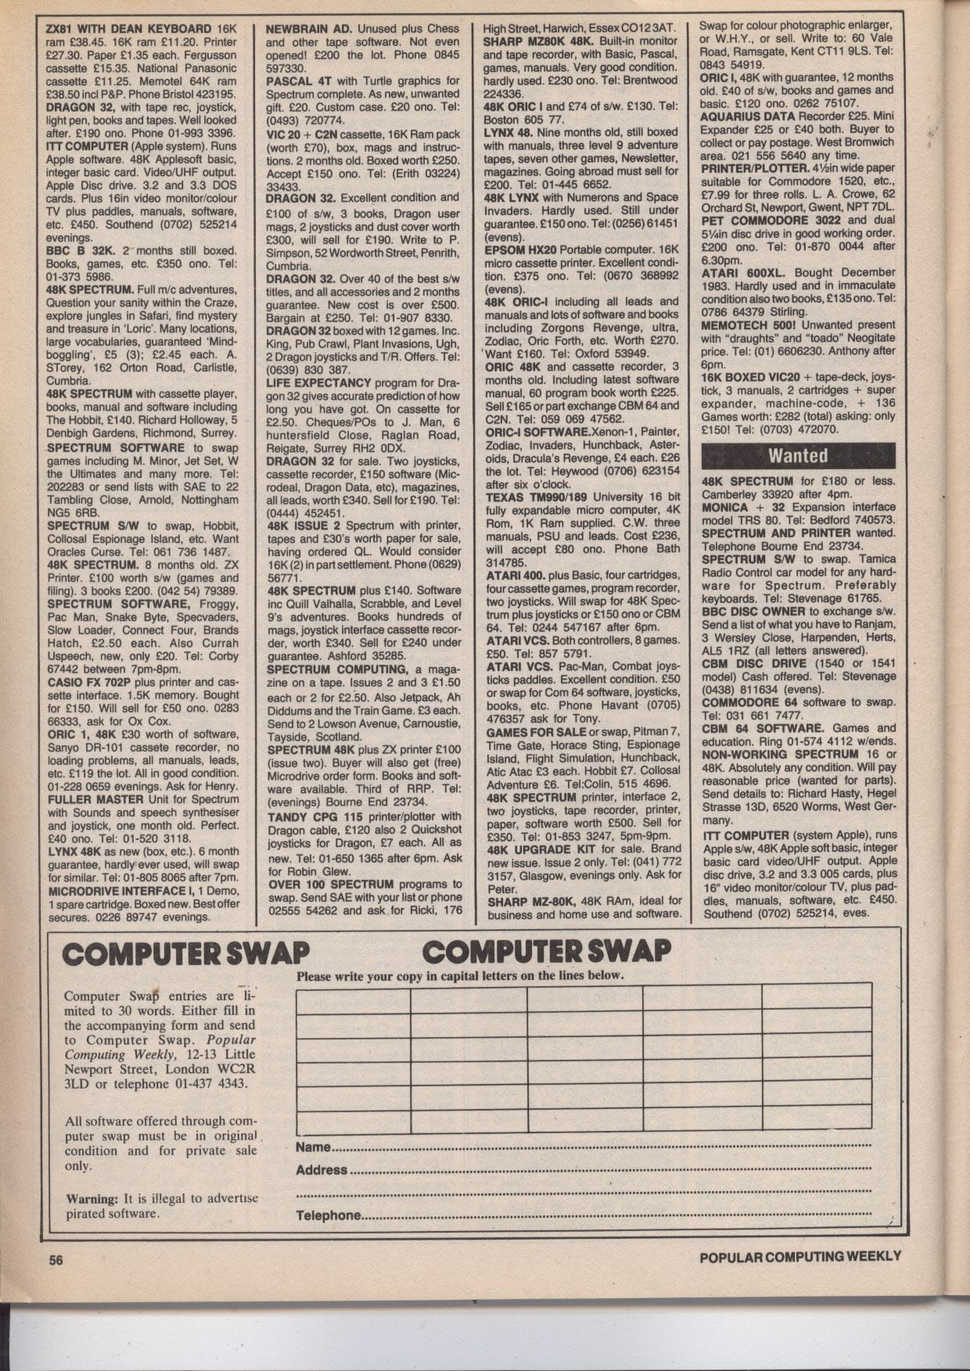 ZX81 WITH DEAN KEYBOARD 16K
ram £38.45. 16K ram £11.20. Printer
£27.30. Paper £1.35 each. Fergusson
cassette £15.35. National Panasonic
cassette £11.25. Memotel 64K ram
£38.50 incl P&P. Phone Bristol 423195.
DRAGON 32, with tape rec, joystick,
light pen, books and tapes. Well looked
after. £190 ono. Phone 01-993 3396.
ITT COMPUTER (Apple system). Runs
Apple software. 48K Applesoft basic,
integer basic card. Video/UHF output.
Apple Disc drive. 3.2 and 3.3 DOS
cards. Plus 16in video monitor/colour
TV plus paddles, manuals, software,
etc. £450. Southend (0702) 525214
evenings.
BBC B 32K. 2 months still boxed.
Books, games, etc. £350 ono. Tel:
01-373 5986.
48K SPECTRUM. Full m/c adventures,
Question your sanity within the Craze,
explore jungles in Safari, find mystery
and treasure in 'Loric'. Many locations,
large vocabularies, guaranteed 'Mind-
boggling', £5 (3); £2.45 each. A.
STorey, 162 Orton Road, Carlistle,
Cumbria.
48K SPECTRUM with cassette player,
books, manual and software including
The Hobbit, £140. Richard Holloway, 5
Denbigh Gardens, Richmond, Surrey.
SPECTRUM SOFTWARE to swap
games including M. Minor, Jet Set, W
the Ultimates and many more. Tel:
202283 or send lists with SAE to 22
Tambling Close, Arnold, Nottingham
NG5 6RB.
SPECTRUM S/W to swap, Hobbit,
Collosal Espionage Island, etc. Want
Oracles Curse. Tel: 061 736 1487.
48K SPECTRUM. 8 months old. ZX
Printer. £100 worth s/w (games and
filing). 3 books £200. (042 54) 79389.
SPECTRUM SOFTWARE, Froggy,
Pac Man, Snake Byte, Specvaders,
Slow Loader, Connect Four, Brands
Hatch, £2.50 each. Also Currah
Uspeech, new, only £20. Tel: Corby
67442 between 7pm-8pm.
CASIO FX 702P plus printer and cas-
sette interface. 1.5K memory. Bought
for £150. Will sell for £50 ono. 0283
66333, ask for Ox Cox.
ORIC 1, 48K £30 worth of software,
Sanyo DR-101 cassete recorder, no
loading problems, all manuals, leads,
etc. £119 the lot. All in good condition.
01-228 0659 evenings. Ask for Henry.
FULLER MASTER Unit for Spectrum
with Sounds and speech synthesiser
and joystick, one month old. Perfect.
£40 ono. Tel: 01-520 3118.
LYNX 48K as new (box, etc.). 6 month
guarantee, hardly ever used, will swap
for similar. Tel: 01-805 8065 after 7pm.
MICRODRIVE INTERFACE I, 1 Demo,
1 spare cartridge. Boxed new. Best offer
secures. 0226 89747 evenings.
NEWBRAIN AD. Unused plus Chess
and other tape software. Not even
opened! £200 the lot. Phone 0845
597330.
PASCAL 4T with Turtle graphics for
Spectrum complete. As new, unwanted
gift. £20. Custom case. £20 ono. Tel:
(0493) 720774.
VIC 20 + C2N cassette, 16K Ram pack
(worth £70), box, mags and instruc-
tions. 2 months old. Boxed worth £250.
Accept £150 ono. Tel: (Erith 03224)
33433.
DRAGON 32. Excellent condition and
£100 of s/w, 3 books, Dragon user
mags, 2 joysticks and dust cover worth
£300, will sell for £190. Write to P.
Simpson, 52 Wordworth Street, Penrith,
Cumbria.
DRAGON 32. Over 40 of the best s/w
titles, and all accessories and 2 months
guarantee. New cost is over £500.
Bargain at £250. Tel: 01-907 8330.
DRAGON 32 boxed with 12 games. Inc.
King, Pub Crawl, Plant Invasions, Ugh,
2 Dragon joysticks and T/R. Offers. Tel:
(0639) 830 387.
LIFE EXPECTANCY program for Dra-
gon 32 gives accurate prediction of how
long you have got. On cassette for
£2.50. Cheques/POs to J. Man, 6
huntersfield Close, Raglan Road,
Reigate, Surrey RH2 0DX.
DRAGON 32 for sale. Two joysticks,
cassette recorder, £150 software (Mic-
rodeal, Dragon Data, etc), magazines,
all leads, worth £340. Sell for £190. Tel:
(0444) 452451.
48K ISSUE 2 Spectrum with printer,
tapes and £30's worth paper for sale,
having ordered QL. Would consider
16K (2) in part settlement. Phone (0629)
56771.
48K SPECTRUM plus £140. Software
inc Quill Valhalla, Scrabble, and Level
9's adventures. Books hundreds of
mags, joystick interface cassette recor-
der, worth £340. Sell for £240 under
guarantee. Ashford 35285.
SPECTRUM COMPUTING, a maga-
zine on a tape. Issues 2 and 3 £1.50
each or 2 for £2.50. Also Jetpack, Ah
Diddums and the Train Game. £3 each.
Send to 2 Lowson Avenue, Carnoustie,
Tayside, Scotland.
SPECTRUM 48K plus ZX printer £100
(issue two). Buyer will also get (free)
Microdrive order form. Books and soft-
ware available. Third of RRP. Tel:
(evenings) Bourne End 23734.
TANDY CPG 115 printer/plotter with
Dragon cable, £120 also 2 Quickshot
joysticks for Dragon, £7 each. All as
new. Tel: 01-650 1365 after 6pm. Ask
for Robin Glew.
OVER 100 SPECTRUM programs to
swap. Send SAE with your list or phone
02555 54262 and ask for Ricki, 176
High Street, Harwich, Essex CO12 3AT.
SHARP MZ80K 48K. Built-in monitor
and tape recorder, with Basic, Pascal,
games, manuals. Very good condition.
hardly used. £230 ono. Tel: Brentwood
224336.
48K ORIC I and £74 of s/w. £130. Tel:
Boston 605 77.
LYNX 48. Nine months old, still boxed
with manuals, three level 9 adventure
tapes, seven other games, Newsletter,
magazines. Going abroad must sell for
£200. Tel: 01-445 6652.
48K LYNX with Numerons and Space
Invaders. Hardly used. Still under
guarantee. £150 ono. Tel: (0256) 61451
(evens).
EPSOM HX20 Portable computer. 16K
micro cassette printer. Excellent condi-
tion. £375 ono. Tel: (0670 368992
(evens).
48K ORIC-I including all leads and
manuals and lots of software and books
including Zorgons Revenge, ultra,
Zodiac, Oric Forth, etc. Worth £270.
Want £160. Tel: Oxford 53949.
ORIC 48K and cassette recorder, 3
months old. Including latest software
manual, 60 program book worth £225.
Sell £165 or part exchange CBM 64 and
C2N. Tel: 059 069 47562.
ORIC-I SOFTWARE.Xenon-1, Painter,
Zodiac, Invaders, Hunchback, Aster-
oids, Dracula's Revenge, £4 each. £26
the lot. Tel: Heywood (0706) 623154
after six o'clock.
TEXAS TM990/189 University 16 bit
fully expandable micro computer, 4K
Rom, 1K Ram supplied. C.W. three
manuals, PSU and leads. Cost £236,
will accept £80 ono. Phone Bath
314785.
ATARI 400. plus Basic, four cartridges,
four cassette games, program recorder,
two joysticks. Will swap for 48K Spec-
trum plus joysticks or £150 ono or CBM
64. Tel: 0244 547167 after 6pm.
ATARI VCS. Both controllers, 8 games.
£50. Tel: 857 5791.
ATARI VCS. Pac-Man, Combat joys-
ticks paddles. Excellent condition. £50
or swap for Com 64 software, joysticks,
books, etc. Phone Havant (0705)
476357 ask for Tony.
GAMES FOR SALE or swap, Pitman 7,
Time Gate, Horace Sting, Espionage
Island, Flight Simulation, Hunchback,
Atic Atac £3 each. Hobbit £7. Collosal
Adventure £6. Tel:Colin, 515 4696.
48K SPECTRUM printer, interface 2,
two joysticks, tape recorder, printer,
paper, software worth £500. Sell for
£350. Tel: 01-853 3247, 5pm-9pm.
48K UPGRADE KIT for sale. Brand
new issue. Issue 2 only. Tel: (041) 772
3157, Glasgow, evenings only. Ask for
Peter.
SHARP MZ-80K, 48K RAm, ideal for
business and home use and software.
Swap for colour photographic enlarger,
or W.H.Y., or sell. Write to: 60 Vale
Road, Ramsgate, Kent CT11 9LS. Tel:
0843 54919.
ORIC I, 48K with guarantee, 12 months
old. £40 of s/w, books and games and
basic. £120 ono. 0262 75107.
AQUARIUS DATA Recorder £25. Mini
Expander £25 or £40 both. Buyer to
collect or pay postage. West Bromwich
area. 021 556 5640 any time.
PRINTER/PLOTTER. 4½in wide paper
suitable for Commodore 1520, etc.,
£7.99 for three rolls. L. A. Crowe, 62
Orchard St, Newport, Gwent, NPT 7DL.
PET COMMODORE 3022 and dual
5¼in disc drive in good working order.
£200 ono. Tel: 01-870 0044 after
6.30pm.
ATARI 600XL. Bought December
1983. Hardly used and in immaculate
condition also two books, £135 ono. Tel:
0786 64379 Stirling.
MEMOTECH 500! Unwanted present
with "draughts" and "toado" Neogitate
price. Tel: (01) 6606230. Anthony after
6pm.
16K BOXED VIC20 + tape-deck, joys-
tick, 3 manuals, 2 cartridges + super
expander, machine-code, + 136
Games worth: £282 (total) asking: only
£150! Tel: (0703) 472070.
Wanted
48K SPECTRUM for £180 or less.
Camberley 33920 after 4pm.
MONICA + 32 Expansion interface
model TRS 80. Tel: Bedford 740573.
SPECTRUM AND PRINTER wanted.
Telephone Bourne End 23734.
SPECTRUM S/W to swap. Tamica
Radio Control car model for any hard-
ware for Spectrum. Preferably
keyboards. Tel: Stevenage 61765.
BBC DISC OWNER to exchange s/w.
Send a list of what you have to Ranjam,
3 Wersley Close, Harpenden, Herts,
AL5 1RZ (all letters answered).
CBM DISC DRIVE (1540 or 1541
model) Cash offered. Tel: Stevenage
(0438) 811634 (evens).
COMMODORE 64 software to swap.
Tel: 031 661 7477.
CBM 64 SOFTWARE. Games and
education. Ring 01-574 4112 w/ends.
NON-WORKING SPECTRUM 16 or
48K. Absolutely any condition. Will pay
reasonable price (wanted for parts).
Send details to: Richard Hasty, Hegel
Strasse 13D, 6520 Worms, West Ger-
many.
ITT COMPUTER (system Apple), runs
Apple s/w, 48K Apple soft basic, integer
basic card video/UHF output. Apple
disc drive, 3.2 and 3.3 005 cards, plus
16" video monitor/colour TV, plus pad-
dles, manuals, software, etc. £450.
Southend (0702) 525214, eves.
COMPUTER SWAP
COMPUTER SWAP
Please write your copy in capital letters on the lines below.
Computer Swap entries are li-
mited to 30 words. Either fill in
the accompanying form and send
to Computer Swap. Popular
Computing Weekly, 12-13 Little
Newport Street, London WC2R
3LD or telephone 01-437 4343.
All software offered through com-
puter swap must be in original
condition and for private sale
only.
Warning: It is illegal to advertise
pirated software.
Name
Address
Telephone
56
POPULAR COMPUTING WEEKLY